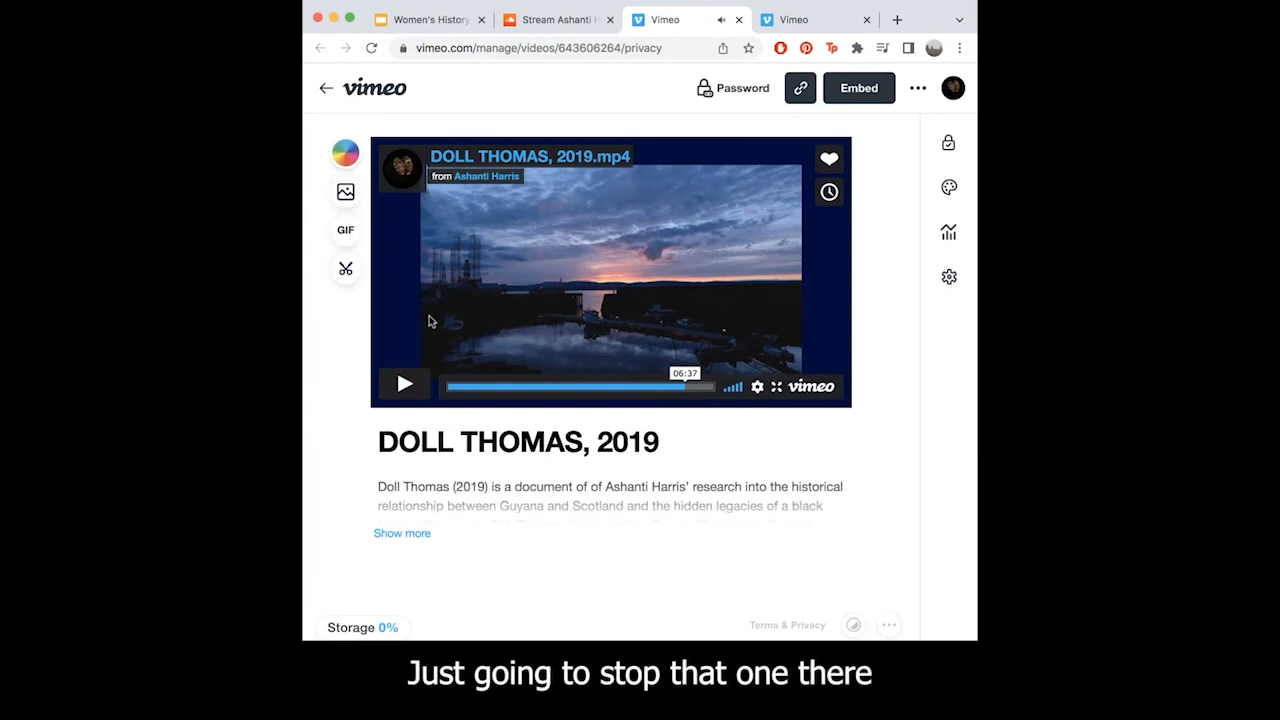 Women's History
Stream Ashanti H
Vimeo
Vimeo
vimeo.com/manage/videos/643606264/privacy
Tp
vimeo
Password
Embed
GIF
DOLL THOMAS, 2019.mp4
from Ashanti Harris
06:37
vimeo
DOLL THOMAS, 2019
Doll Thomas (2019) is a document of of Ashanti Harris' research into the historical
relationship between Guyana and Scotland and the hidden legacies of a black
Show more
Storage 0%
Terms & Privacy
Just going to stop that one there